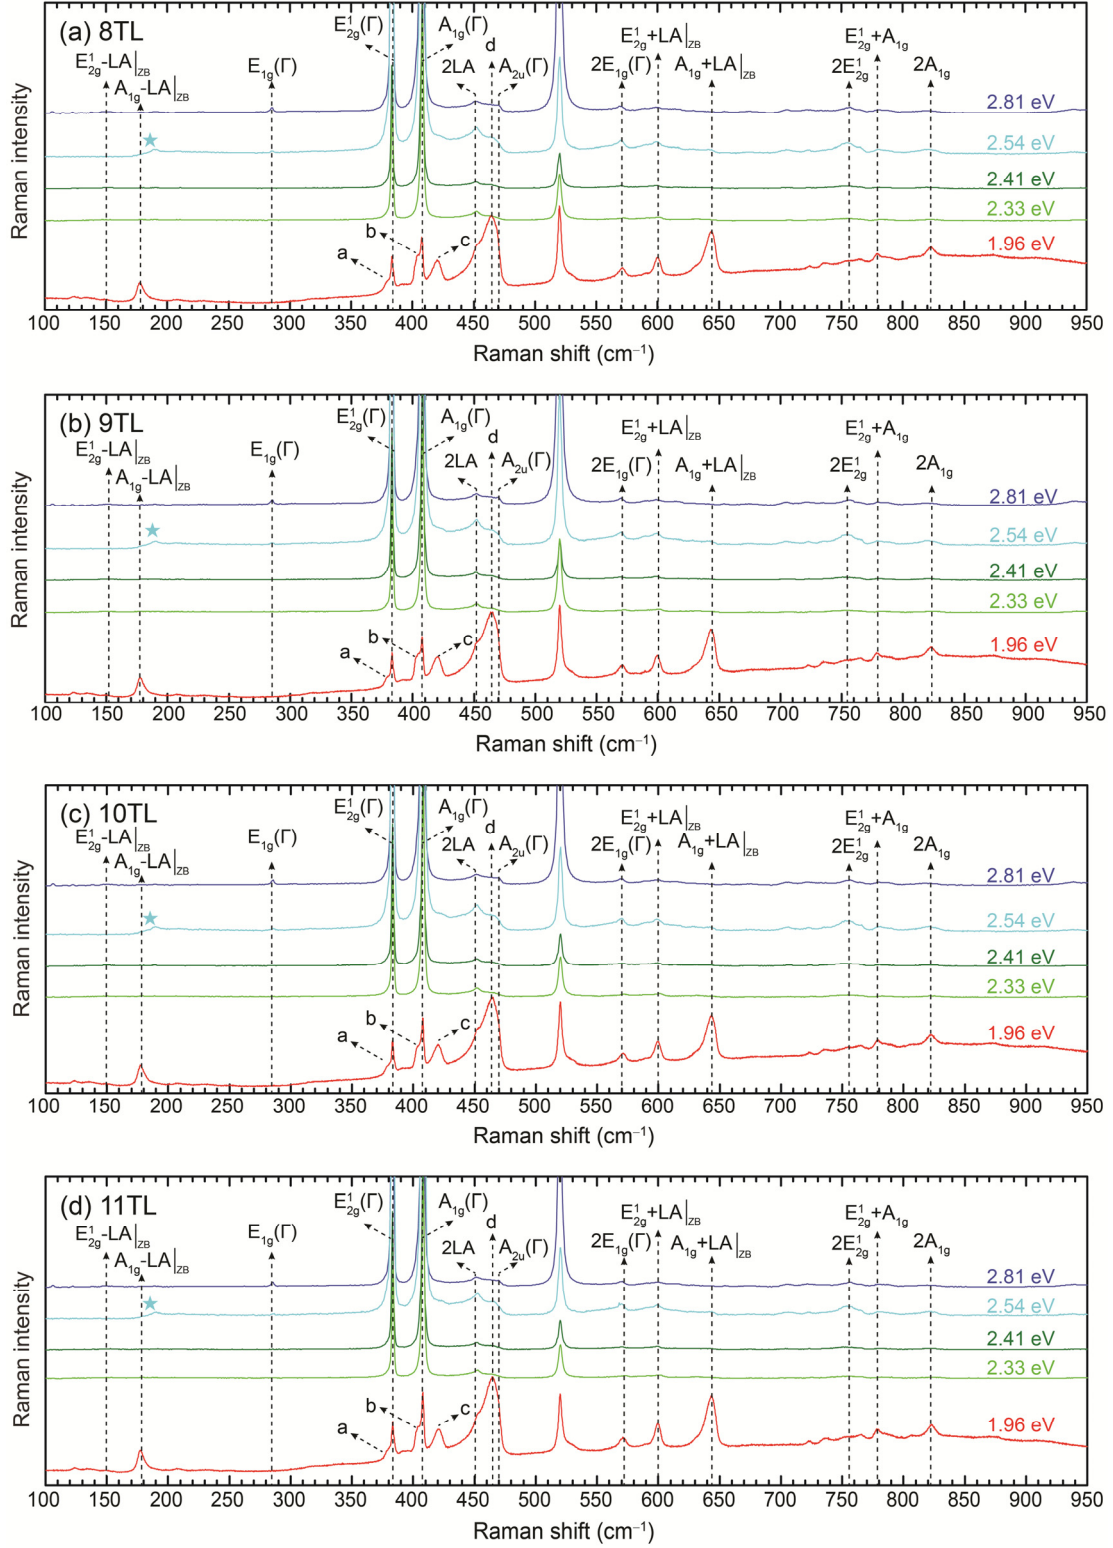 (a) 8TL
E¹₂g(Γ) A₁g(Γ) d E¹₂g+LA|ZB E¹₂g+A₁g
E¹₂g-LA|ZB A₁g-LA|ZB E₁g(Γ) 2LA A₂u(Γ) 2E₁g(Γ) A₁g+LA|ZB 2E¹₂g 2A₁g
2.81 eV
★ 2.54 eV
2.41 eV
2.33 eV
a b c 1.96 eV
Raman intensity
100 150 200 250 300 350 400 450 500 550 600 650 700 750 800 850 900 950
Raman shift (cm⁻¹)
(b) 9TL
E¹₂g(Γ) A₁g(Γ) d E¹₂g+LA|ZB E¹₂g+A₁g
E¹₂g-LA|ZB A₁g-LA|ZB E₁g(Γ) 2LA A₂u(Γ) 2E₁g(Γ) A₁g+LA|ZB 2E¹₂g 2A₁g
2.81 eV
★ 2.54 eV
2.41 eV
2.33 eV
a b c 1.96 eV
Raman intensity
100 150 200 250 300 350 400 450 500 550 600 650 700 750 800 850 900 950
Raman shift (cm⁻¹)
(c) 10TL
E¹₂g(Γ) A₁g(Γ) d E¹₂g+LA|ZB E¹₂g+A₁g
E¹₂g-LA|ZB A₁g-LA|ZB E₁g(Γ) 2LA A₂u(Γ) 2E₁g(Γ) A₁g+LA|ZB 2E¹₂g 2A₁g
2.81 eV
★ 2.54 eV
2.41 eV
2.33 eV
a b c 1.96 eV
Raman intensity
100 150 200 250 300 350 400 450 500 550 600 650 700 750 800 850 900 950
Raman shift (cm⁻¹)
(d) 11TL
E¹₂g(Γ) A₁g(Γ) d E¹₂g+LA|ZB E¹₂g+A₁g
E¹₂g-LA|ZB A₁g-LA|ZB E₁g(Γ) 2LA A₂u(Γ) 2E₁g(Γ) A₁g+LA|ZB 2E¹₂g 2A₁g
2.81 eV
★ 2.54 eV
2.41 eV
2.33 eV
a b c 1.96 eV
Raman intensity
100 150 200 250 300 350 400 450 500 550 600 650 700 750 800 850 900 950
Raman shift (cm⁻¹)